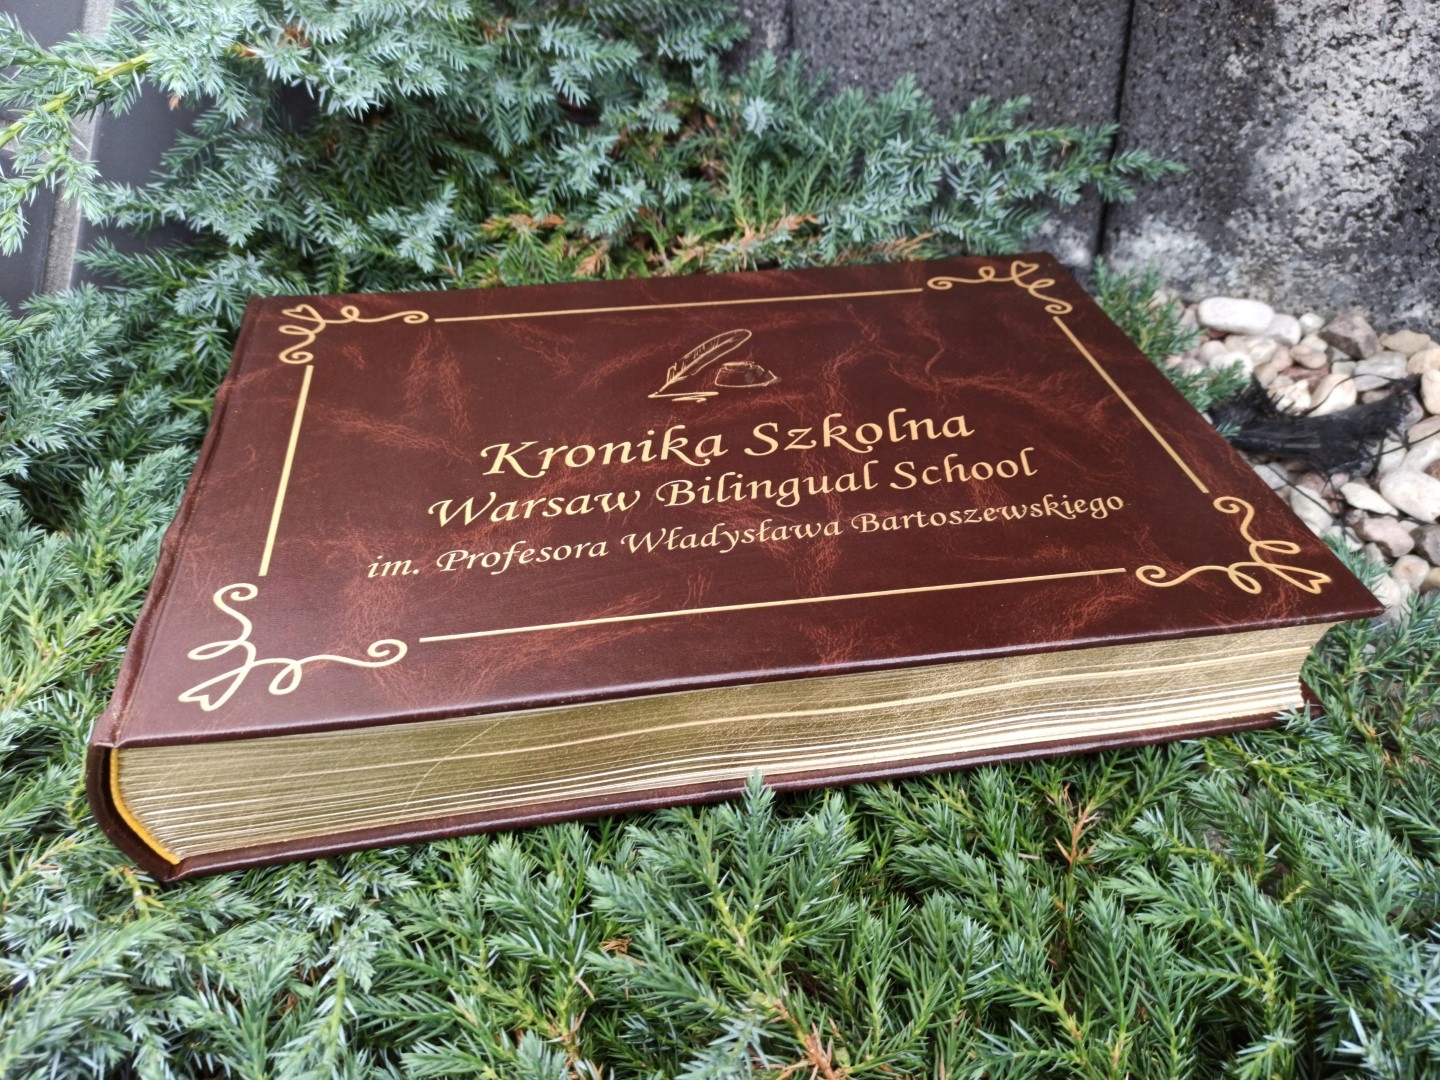 Kronika Szkolna
Warsaw Bilingual School
im. Profesora Władysława Bartoszewskiego